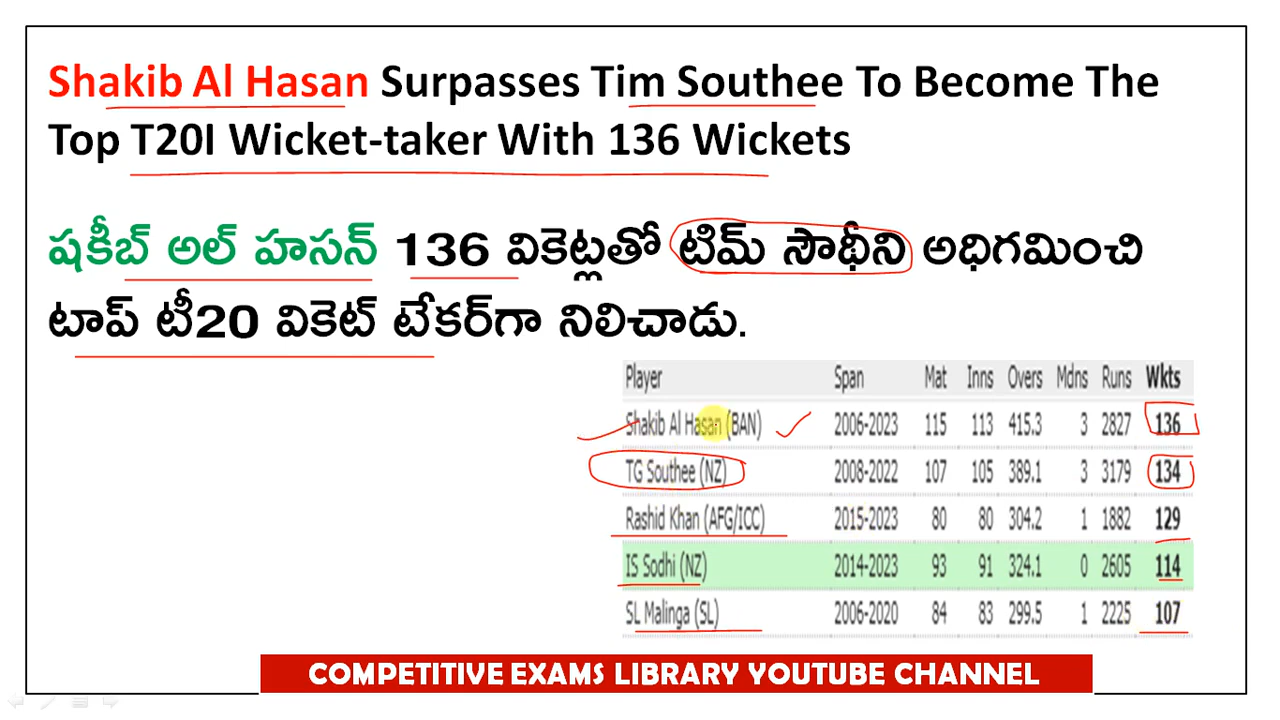 Shakib Al Hasan Surpasses Tim Southee To Become The
Top T20I Wicket-taker With 136 Wickets
షకీబ్ అల్ హసన్ 136 వికెట్లతో టిమ్ సౌథీని అధిగమించి
టాప్ టీ20 వికెట్ టేకర్‌గా నిలిచాడు.
Player Span Mat Inns Overs Mdns Runs Wkts
Shakib Al Hasan (BAN) 2006-2023 115 113 415.3 3 2827 136
TG Southee (NZ) 2008-2022 107 105 389.1 3 3179 134
Rashid Khan (AFG/ICC) 2015-2023 80 80 304.2 1 1882 129
IS Sodhi (NZ) 2014-2023 93 91 324.1 0 2605 114
SL Malinga (SL) 2006-2020 84 83 299.5 1 2225 107
COMPETITIVE EXAMS LIBRARY YOUTUBE CHANNEL